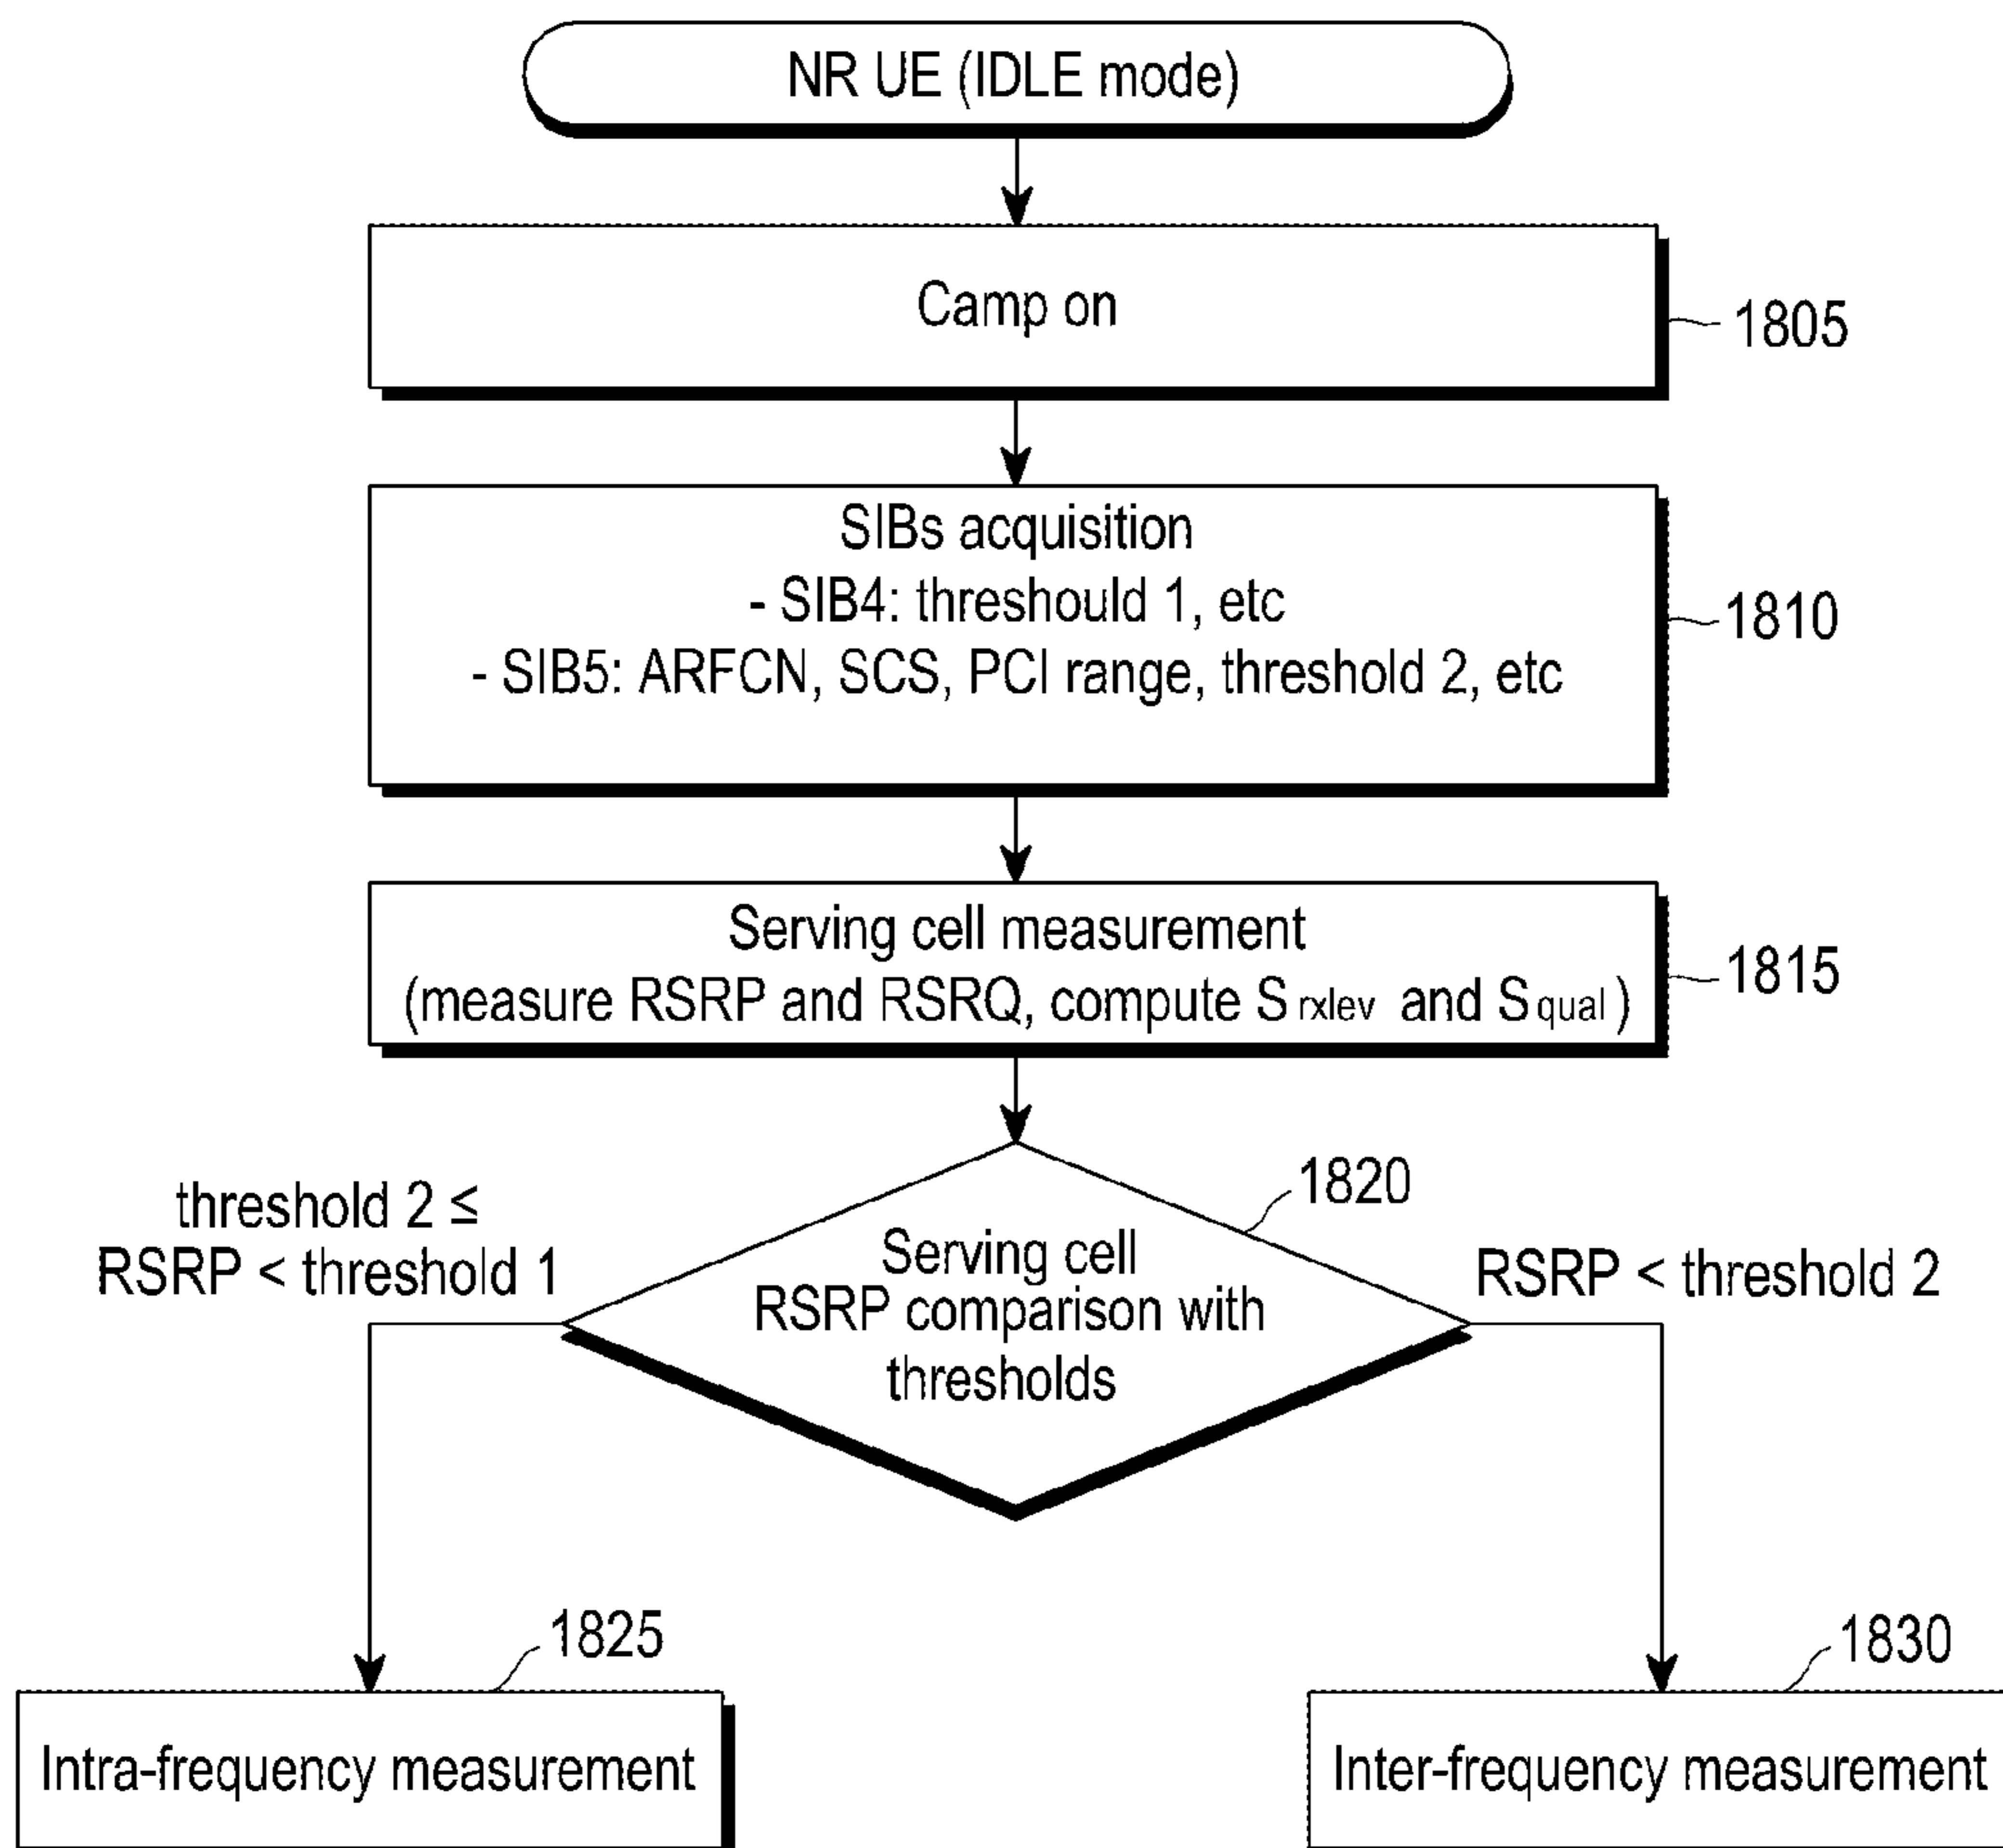 NR UE (IDLE mode)
Camp on
1805
SIBs acquisition
- SIB4: threshould 1, etc
- SIB5: ARFCN, SCS, PCI range, threshold 2, etc
1810
Serving cell measurement
(measure RSRP and RSRQ, compute S rxlev and S qual)
1815
1820
threshold 2 ≤
RSRP < threshold 1
Serving cell
RSRP comparison with
thresholds
RSRP < threshold 2
1825
1830
Intra-frequency measurement
Inter-frequency measurement